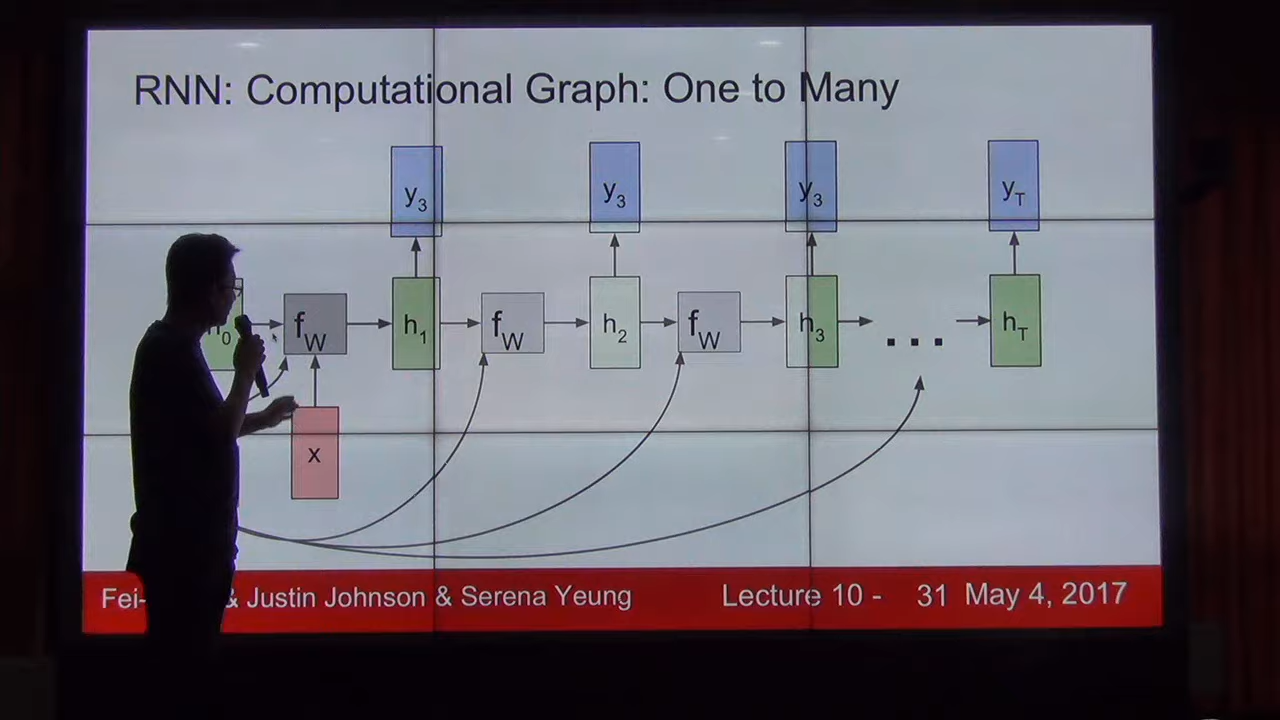 RNN: Computational Graph: One to Many
y3 y3 y3 yT
h0 fW h1 fW h2 fW h3 ... hT
x
Fei- & Justin Johnson & Serena Yeung Lecture 10 - 31 May 4, 2017